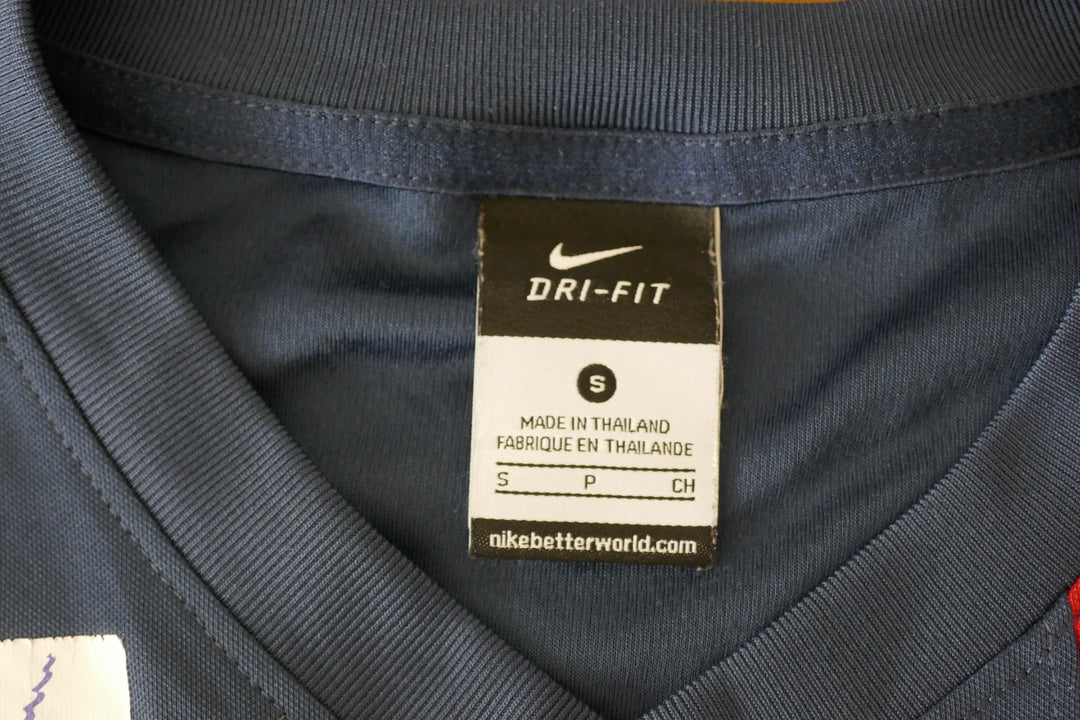 DRI-FIT
S
MADE IN THAILAND
FABRIQUE EN THAILANDE
S P CH
nikebetterworld.com